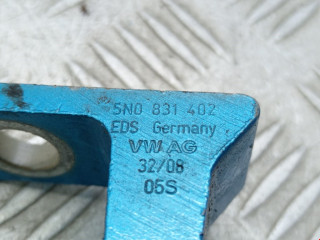 5N0 831 402
EDS Germany
VW AG
32/08
05S